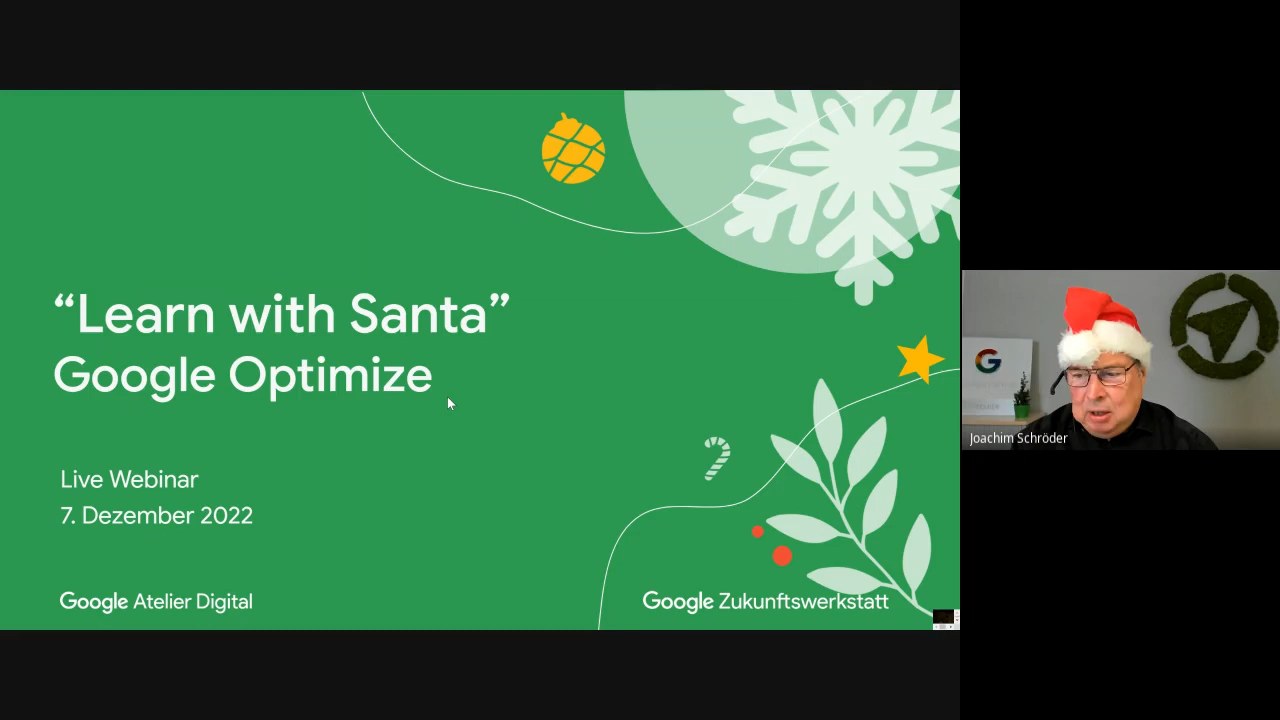 “Learn with Santa”
Google Optimize
Live Webinar
7. Dezember 2022
Google Atelier Digital
Google Zukunftswerkstatt
G
Joachim Schröder